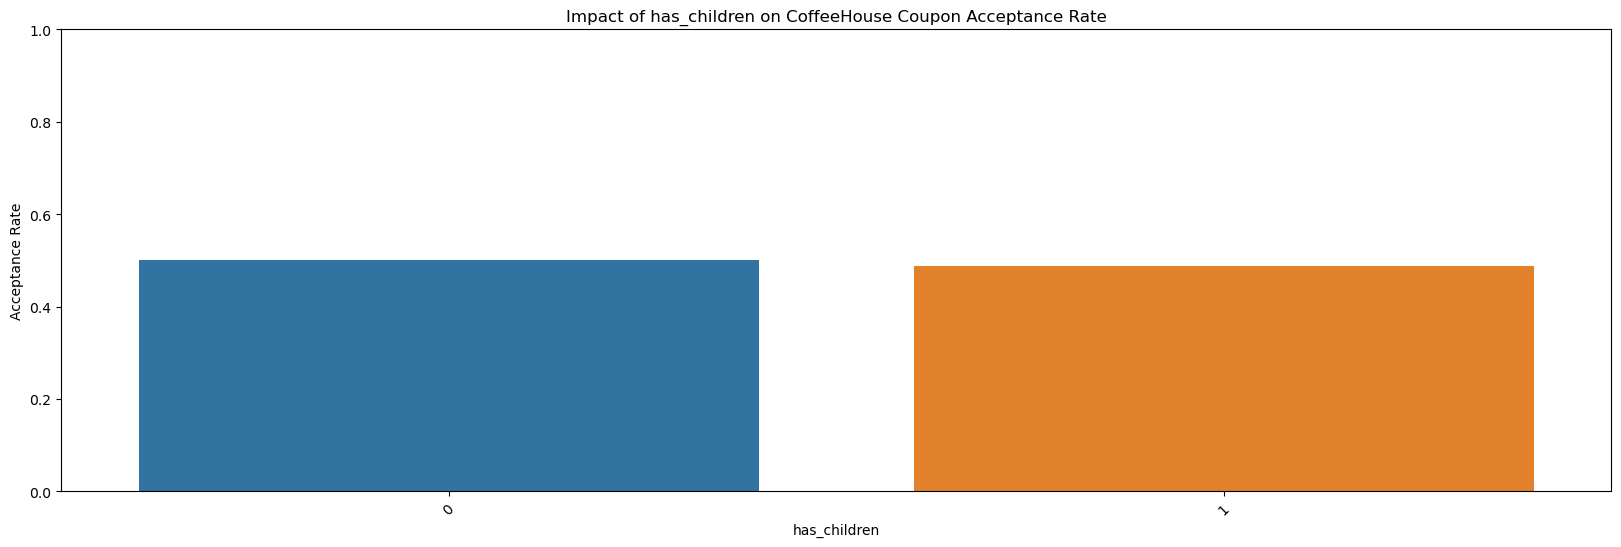 Impact of has_children on CoffeeHouse Coupon Acceptance Rate
1.0
0.8
0.6
0.4
0.2
0.0
Acceptance Rate
0
1
has_children